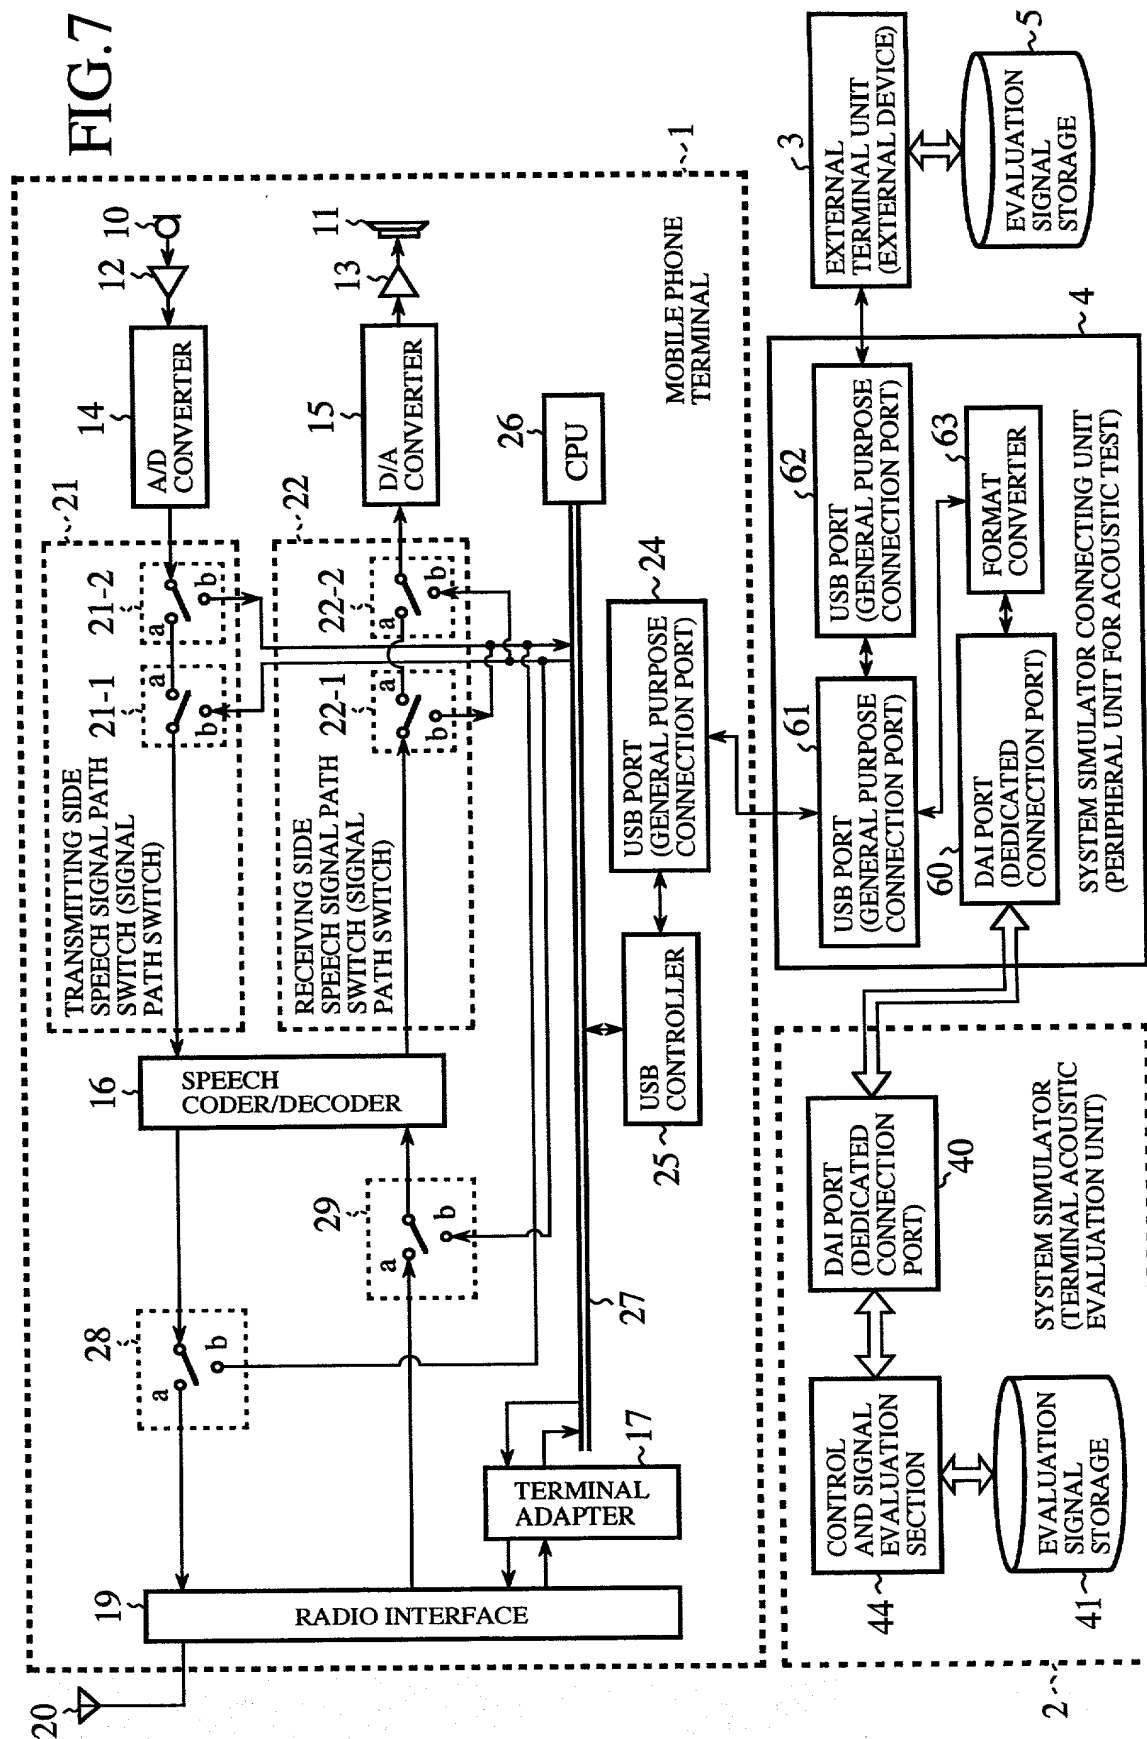 FIG.7
20
19
RADIO INTERFACE
28
a
b
29
a
b
16
SPEECH
CODER/DECODER
TRANSMITTING SIDE
SPEECH SIGNAL PATH
SWITCH (SIGNAL
PATH SWITCH)
21
21-1
a
b
21-2
a
b
14
A/D
CONVERTER
12
10
RECEIVING SIDE
SPEECH SIGNAL PATH
SWITCH (SIGNAL
PATH SWITCH)
22
22-1
a
b
22-2
a
b
15
D/A
CONVERTER
13
11
17
TERMINAL
ADAPTER
27
26
CPU
25
USB
CONTROLLER
24
USB PORT
(GENERAL PURPOSE
CONNECTION PORT)
MOBILE PHONE
TERMINAL
1
2
44
CONTROL
AND SIGNAL
EVALUATION
SECTION
41
EVALUATION
SIGNAL
STORAGE
40
DAI PORT
(DEDICATED
CONNECTION
PORT)
SYSTEM SIMULATOR
(TERMINAL ACOUSTIC
EVALUATION UNIT)
61
USB PORT
(GENERAL PURPOSE
CONNECTION PORT)
62
USB PORT
(GENERAL PURPOSE
CONNECTION PORT)
60
DAI PORT
(DEDICATED
CONNECTION PORT)
63
FORMAT
CONVERTER
SYSTEM SIMULATOR CONNECTING UNIT
(PERIPHERAL UNIT FOR ACOUSTIC TEST)
4
3
EXTERNAL
TERMINAL UNIT
(EXTERNAL DEVICE)
5
EVALUATION
SIGNAL
STORAGE